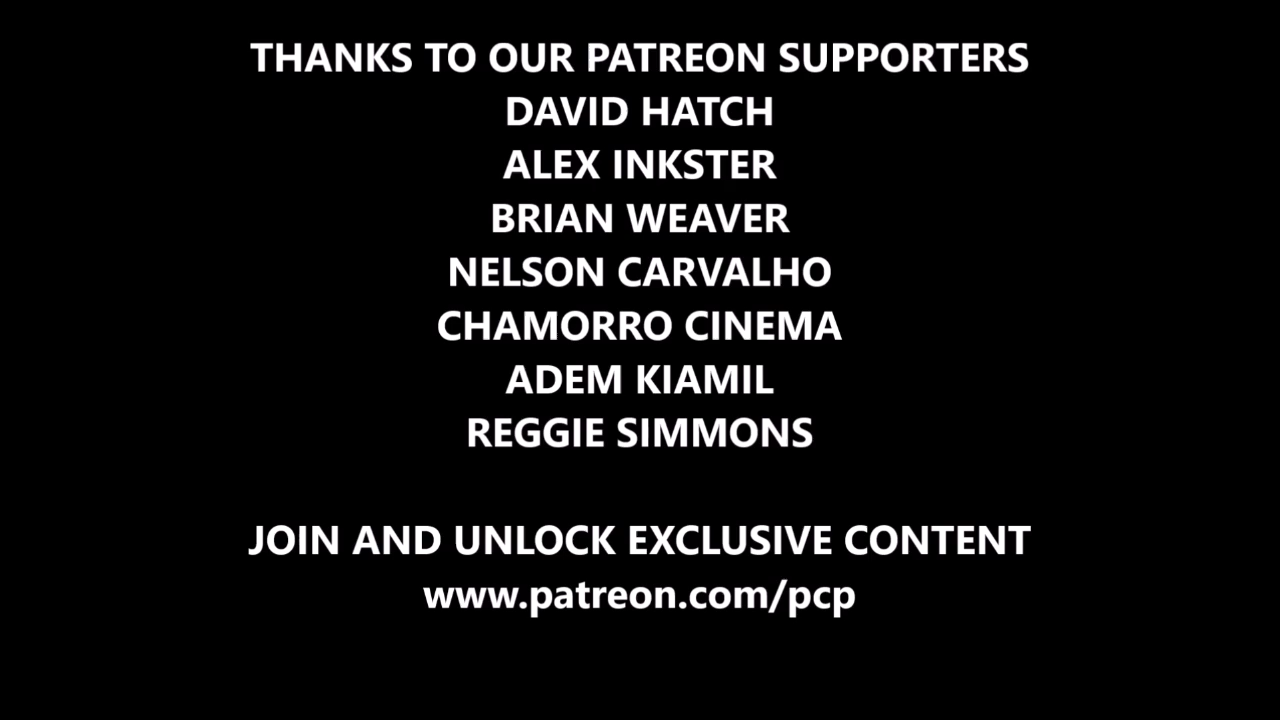 THANKS TO OUR PATREON SUPPORTERS
DAVID HATCH
ALEX INKSTER
BRIAN WEAVER
NELSON CARVALHO
CHAMORRO CINEMA
ADEM KIAMIL
REGGIE SIMMONS
JOIN AND UNLOCK EXCLUSIVE CONTENT
www.patreon.com/pcp